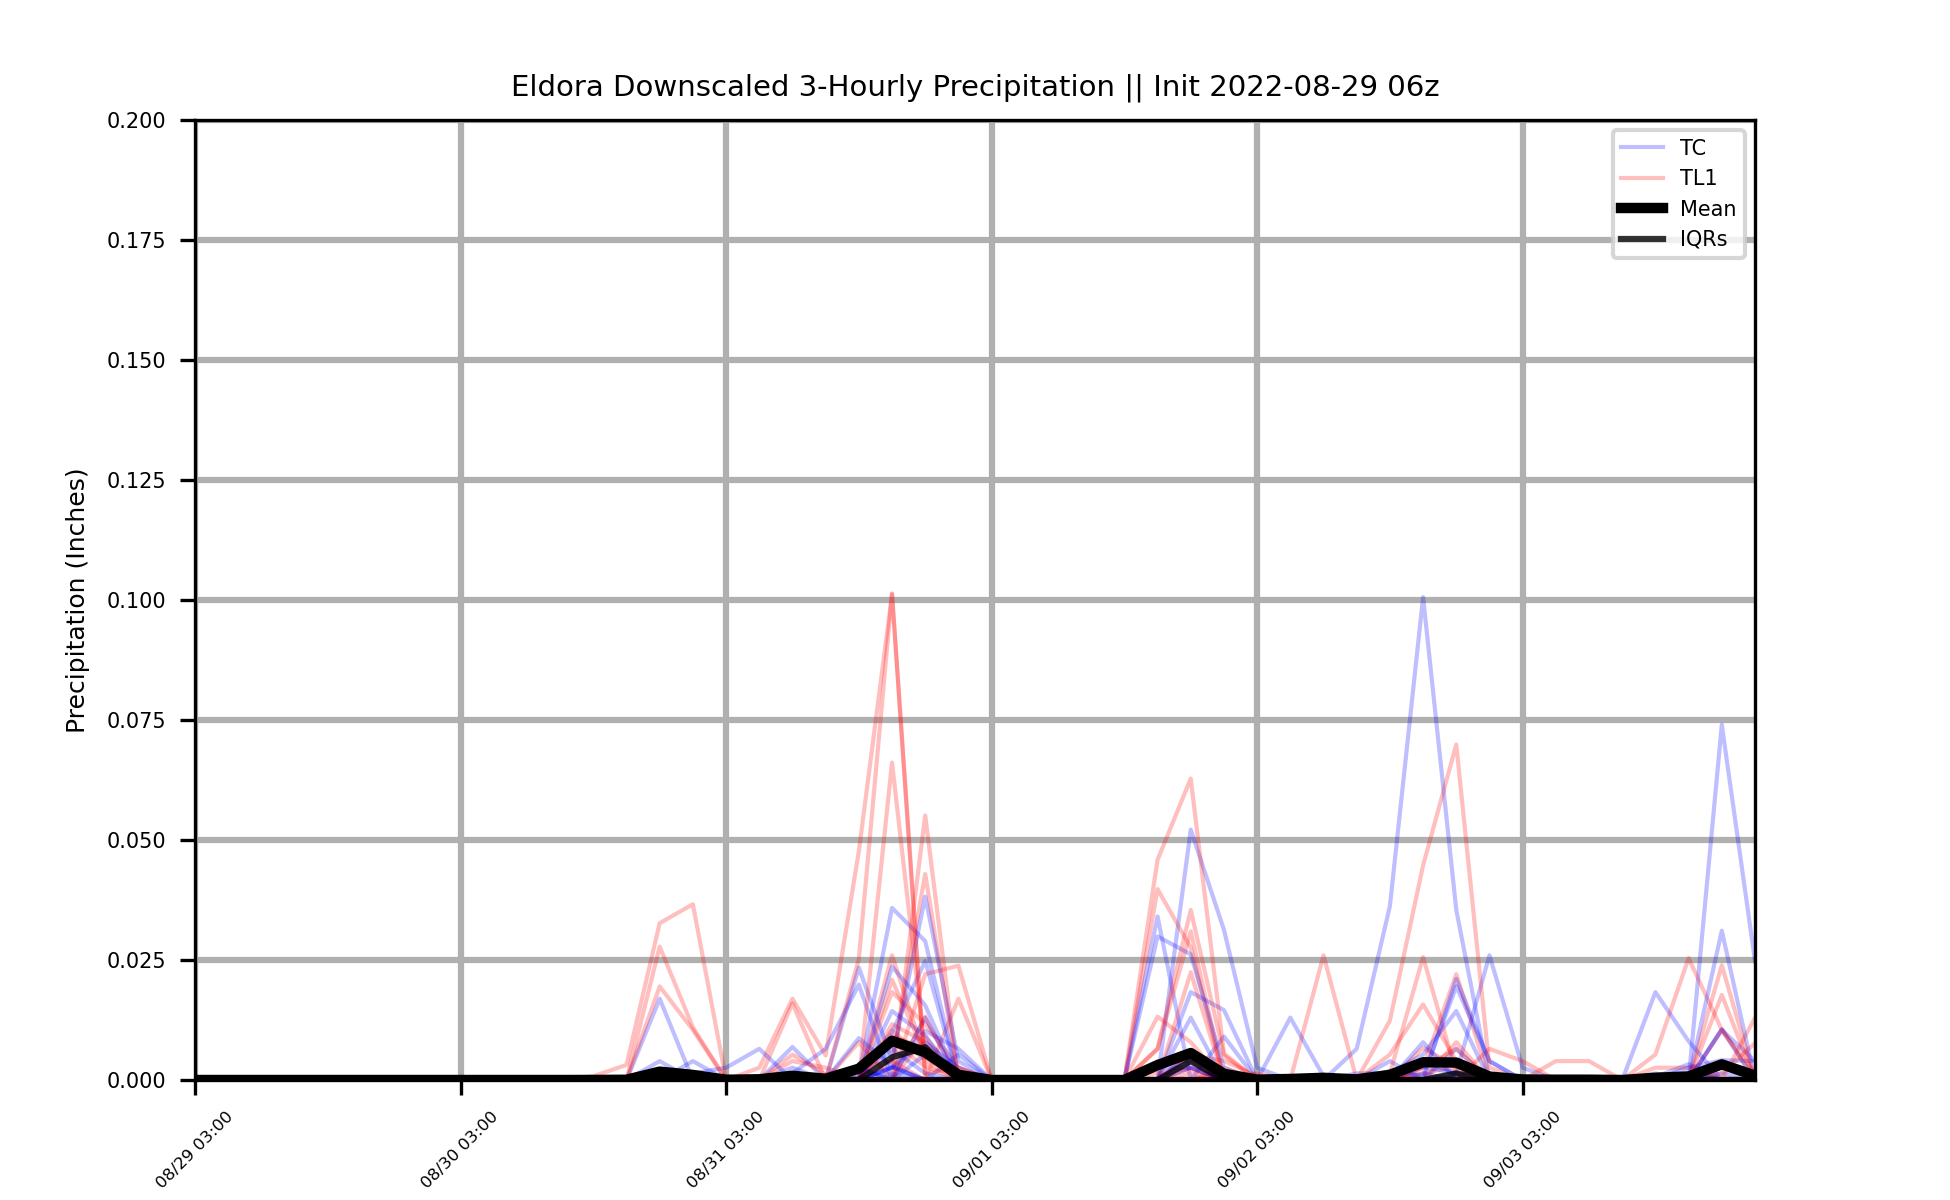 Eldora Downscaled 3-Hourly Precipitation || Init 2022-08-29 06z
TC
TL1
Mean
IQRs
Precipitation (Inches)
0.200
0.175
0.150
0.125
0.100
0.075
0.050
0.025
0.000
08/29 03:00
08/30 03:00
08/31 03:00
09/01 03:00
09/02 03:00
09/03 03:00